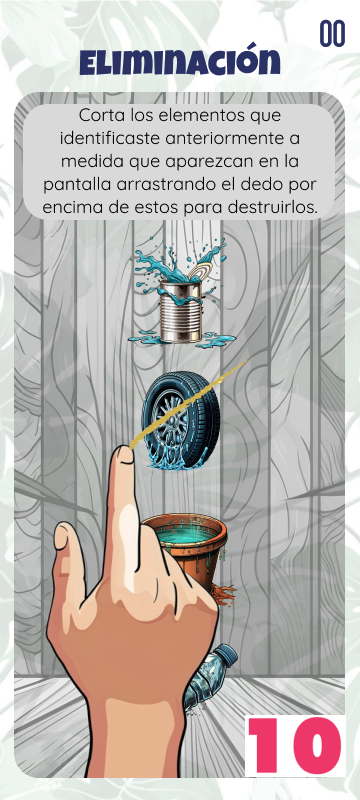 00
ELIMINACIÓN
Corta los elementos que
identificaste anteriormente a
medida que aparezcan en la
pantalla arrastrando el dedo por
encima de estos para destruirlos.
10